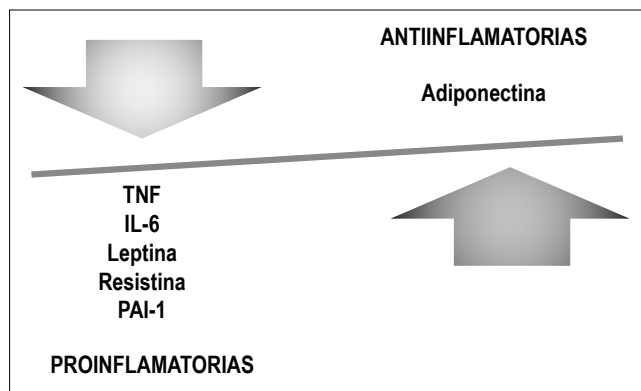 ANTIINFLAMATORIAS
Adiponectina
TNF
IL-6
Leptina
Resistina
PAI-1
PROINFLAMATORIAS